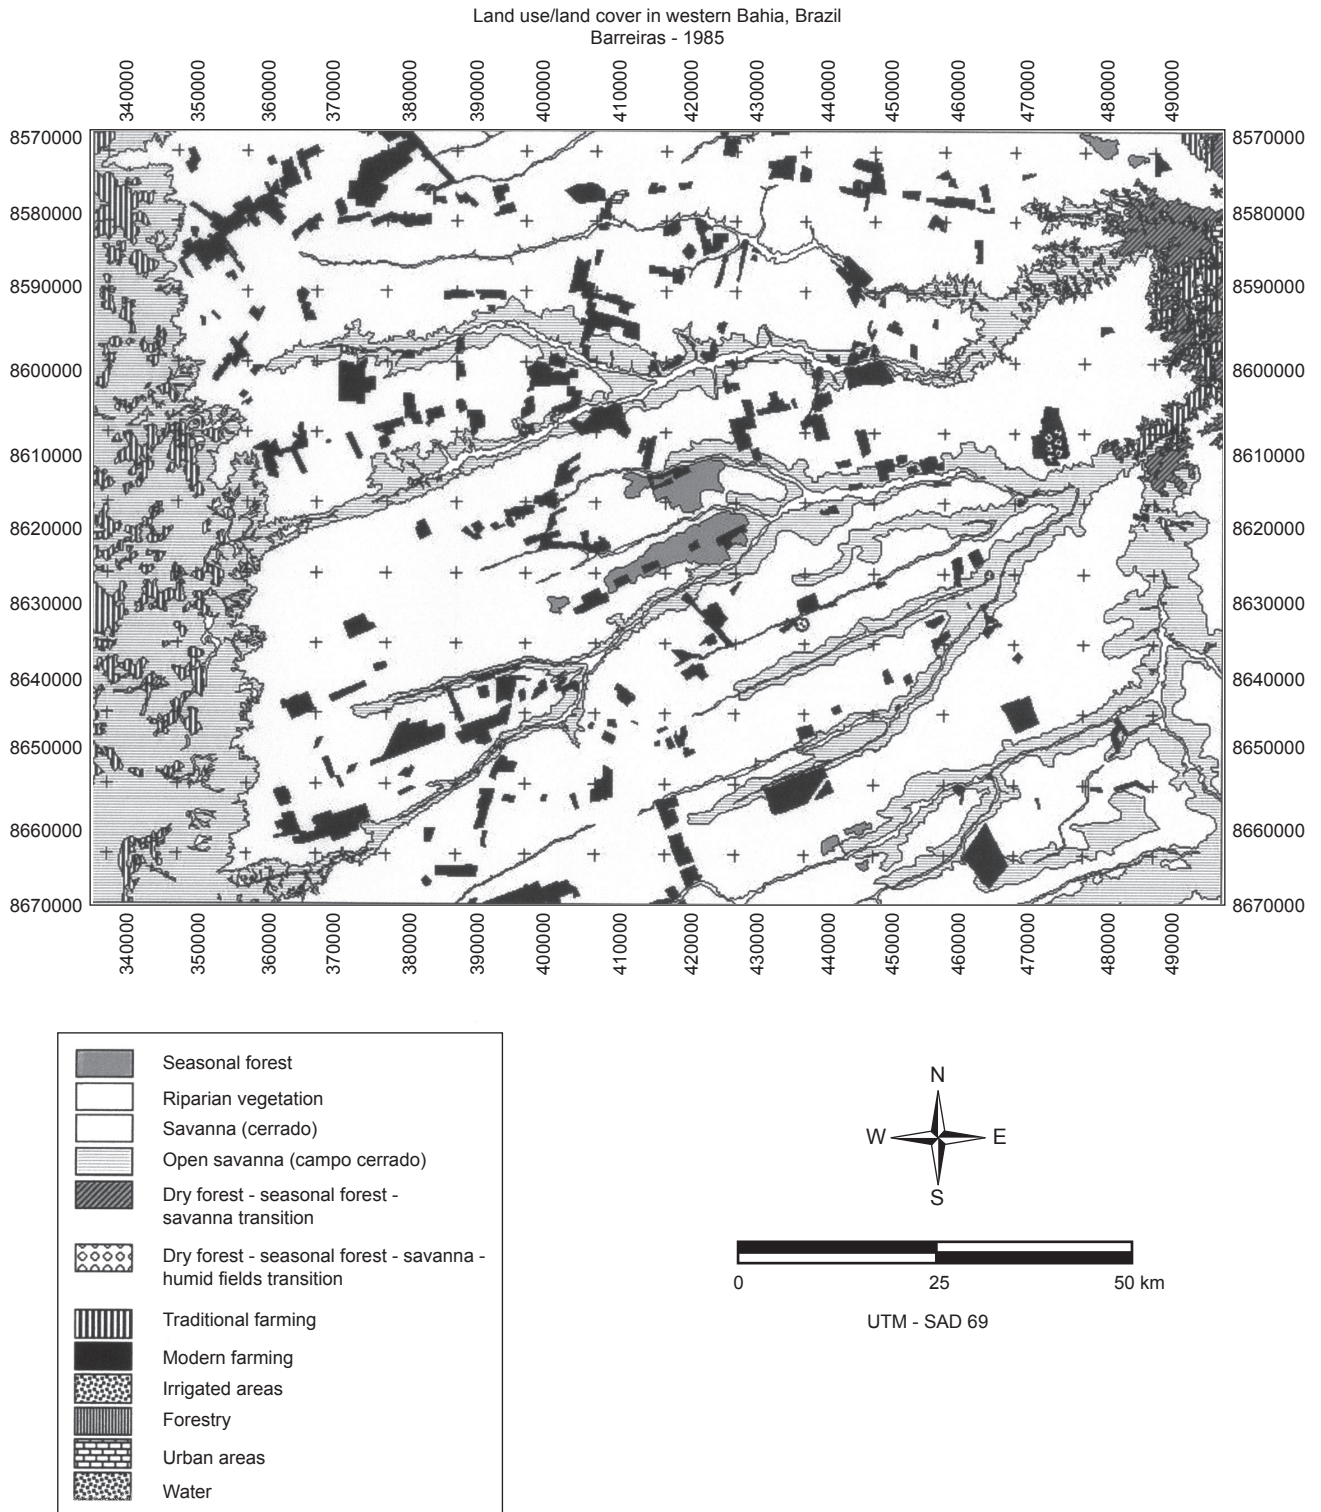 Land use/land cover in western Bahia, Brazil
Barreiras - 1985
340000 350000 360000 370000 380000 390000 400000 410000 420000 430000 440000 450000 460000 470000 480000 490000
8570000 8570000
8580000 8580000
8590000 8590000
8600000 8600000
8610000 8610000
8620000 8620000
8630000 8630000
8640000 8640000
8650000 8650000
8660000 8660000
8670000 8670000
340000 350000 360000 370000 380000 390000 400000 410000 420000 430000 440000 450000 460000 470000 480000 490000
Seasonal forest
Riparian vegetation
Savanna (cerrado)
Open savanna (campo cerrado)
Dry forest - seasonal forest -
savanna transition
Dry forest - seasonal forest - savanna -
humid fields transition
Traditional farming
Modern farming
Irrigated areas
Forestry
Urban areas
Water
N
W E
S
0 25 50 km
UTM - SAD 69